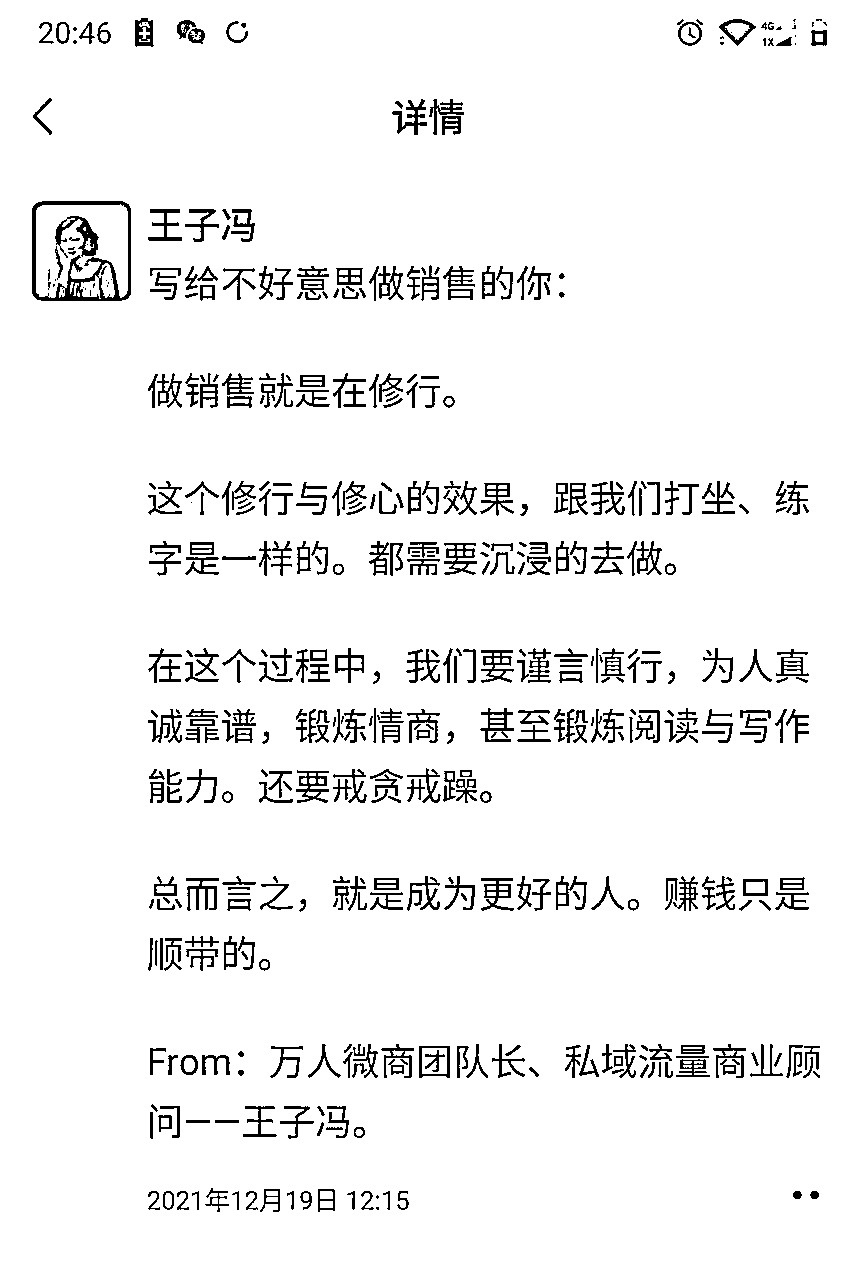 20:46
4G
1X
详情
王子冯
写给不好意思做销售的你：
做销售就是在修行。
这个修行与修心的效果，跟我们打坐、练
字是一样的。都需要沉浸的去做。
在这个过程中，我们要谨言慎行，为人真
诚靠谱，锻炼情商，甚至锻炼阅读与写作
能力。还要戒贪戒躁。
总而言之，就是成为更好的人。赚钱只是
顺带的。
From：万人微商团队长、私域流量商业顾
问——王子冯。
2021年12月19日 12:15